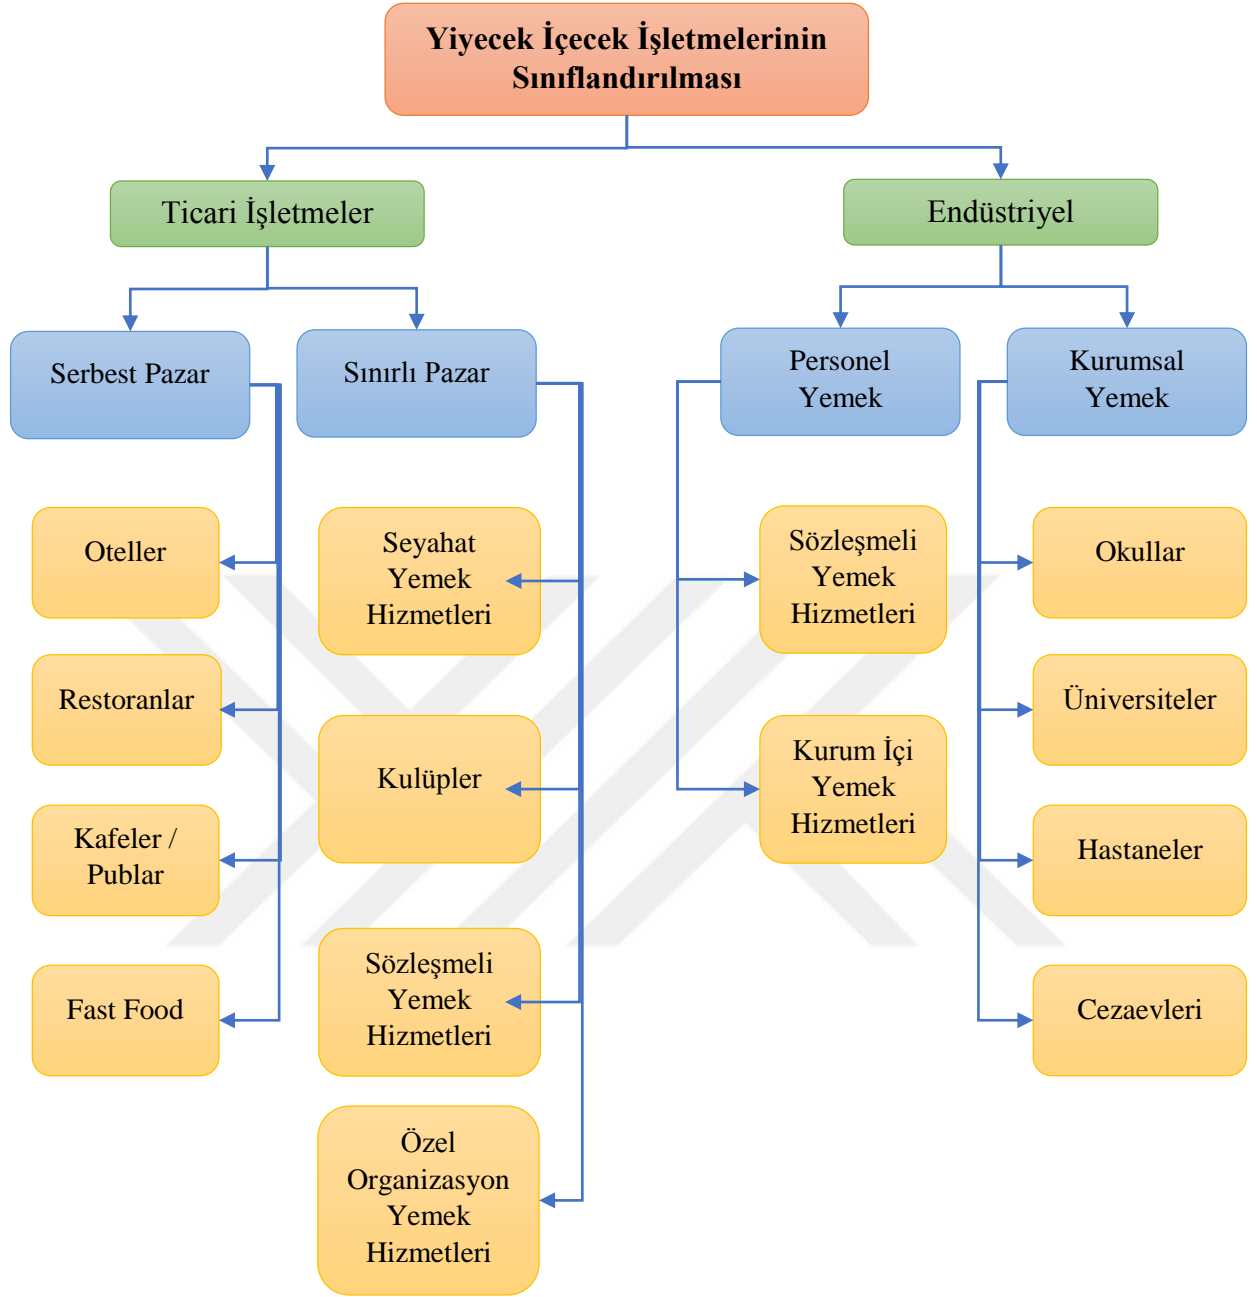 Yiyecek İçecek İşletmelerinin
Sınıflandırılması
Ticari İşletmeler
Endüstriyel
Serbest Pazar
Sınırlı Pazar
Personel
Yemek
Kurumsal
Yemek
Oteller
Restoranlar
Kafeler /
Publar
Fast Food
Seyahat
Yemek
Hizmetleri
Kulüpler
Sözleşmeli
Yemek
Hizmetleri
Özel
Organizasyon
Yemek
Hizmetleri
Sözleşmeli
Yemek
Hizmetleri
Kurum İçi
Yemek
Hizmetleri
Okullar
Üniversiteler
Hastaneler
Cezaevleri